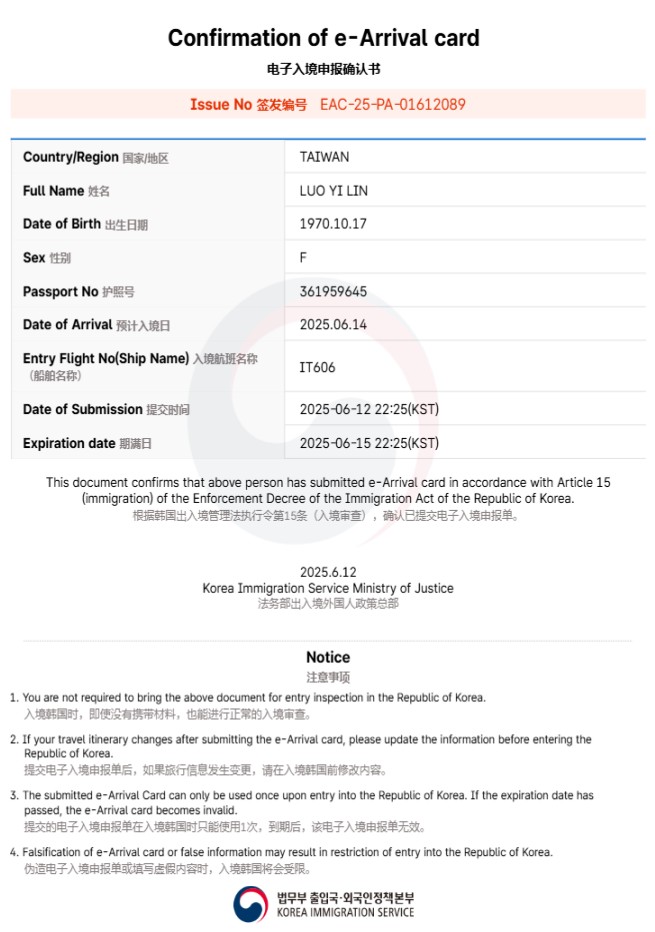 Confirmation of e-Arrival card
电子入境申报确认书
Issue No 签发编号 EAC-25-PA-01612089
Country/Region 国家/地区 TAIWAN
Full Name 姓名 LUO YI LIN
Date of Birth 出生日期 1970.10.17
Sex 性别 F
Passport No 护照号 361959645
Date of Arrival 预计入境日 2025.06.14
Entry Flight No(Ship Name) 入境航班名称
（船舶名称） IT606
Date of Submission 提交时间 2025-06-12 22:25(KST)
Expiration date 期满日 2025-06-15 22:25(KST)
This document confirms that above person has submitted e-Arrival card in accordance with Article 15
(immigration) of the Enforcement Decree of the Immigration Act of the Republic of Korea.
根据韩国出入境管理法执行令第15条（入境审查），确认已提交电子入境申报单。
2025.6.12
Korea Immigration Service Ministry of Justice
法务部出入境外国人政策总部
Notice
注意事项
1. You are not required to bring the above document for entry inspection in the Republic of Korea.
入境韩国时，即使没有携带材料，也能进行正常的入境审查。
2. If your travel itinerary changes after submitting the e-Arrival card, please update the information before entering the
Republic of Korea.
提交电子入境申报单后，如果旅行信息发生变更，请在入境韩国前修改内容。
3. The submitted e-Arrival Card can only be used once upon entry into the Republic of Korea. If the expiration date has
passed, the e-Arrival card becomes invalid.
提交的电子入境申报单在入境韩国时只能使用1次，到期后，该电子入境申报单无效。
4. Falsification of e-Arrival card or false information may result in restriction of entry into the Republic of Korea.
伪造电子入境申报单或填写虚假内容时，入境韩国将会受限。
법무부 출입국·외국인정책본부
KOREA IMMIGRATION SERVICE